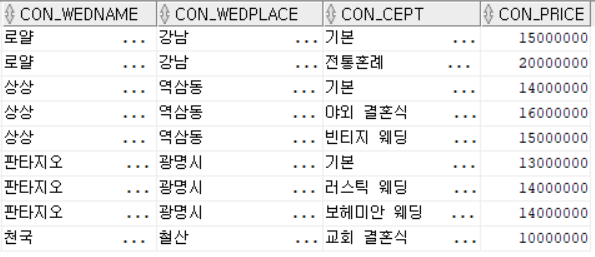 CON_WEDNAME CON_WEDPLACE CON_CEPT CON_PRICE
로얄 ... 강남 ... 기본 ... 15000000
로얄 ... 강남 ... 전통혼례 ... 20000000
상상 ... 역삼동 ... 기본 ... 14000000
상상 ... 역삼동 ... 야외 결혼식 ... 16000000
상상 ... 역삼동 ... 빈티지 웨딩 ... 15000000
판타지오 ... 광명시 ... 기본 ... 13000000
판타지오 ... 광명시 ... 러스틱 웨딩 ... 14000000
판타지오 ... 광명시 ... 보헤미안 웨딩 ... 14000000
천국 ... 철산 ... 교회 결혼식 ... 10000000